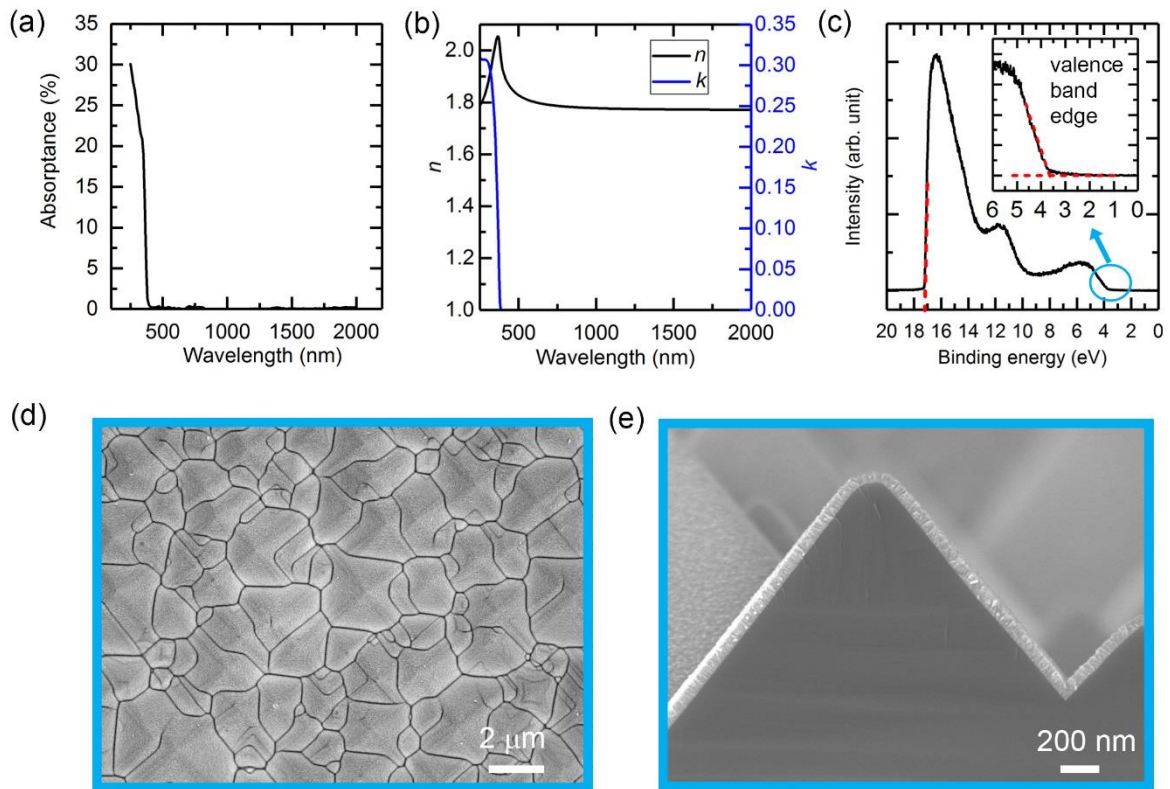 (a)
Absorptance (%)
35
30
25
20
15
10
5
0
500 1000 1500 2000
Wavelength (nm)
(b)
n
2.0
1.8
1.6
1.4
1.2
1.0
n
k
0.35
0.30
0.25
0.20
0.15
0.10
0.05
0.00
k
500 1000 1500 2000
Wavelength (nm)
(c)
Intensity (arb. unit)
valence
band
edge
6 5 4 3 2 1 0
20 18 16 14 12 10 8 6 4 2 0
Binding energy (eV)
(d)
2 μm
(e)
200 nm